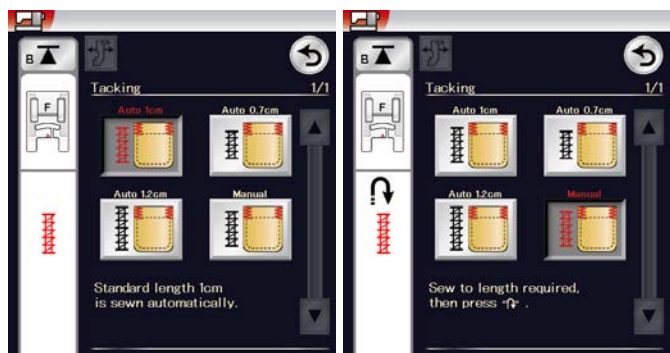 B
F
Tacking 1/1
Auto 1cm Auto 0.7cm
Auto 1.2cm Manual
Standard length 1cm
is sewn automatically.
B
F
Tacking 1/1
Auto 1cm Auto 0.7cm
Auto 1.2cm Manual
Sew to length required,
then press .